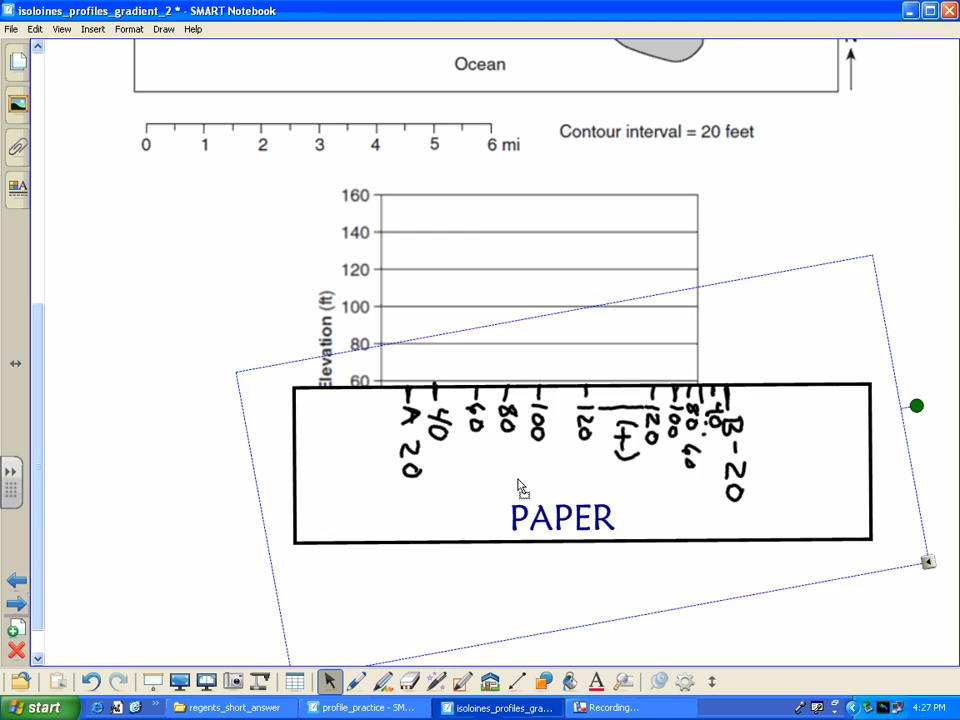 isoloines_profiles_gradient_2 * - SMART Notebook
File Edit View Insert Format Draw Help
Ocean
0 1 2 3 4 5 6 mi
Contour interval = 20 feet
160
140
120
100
80
60
Elevation (ft)
A 20
40
60
80
100
120
(+)
120
100
80
60
40
B - 20
PAPER
start
regents_short_answer
profile_practice - SM...
isoloines_profiles_gra...
Recording...
4:27 PM